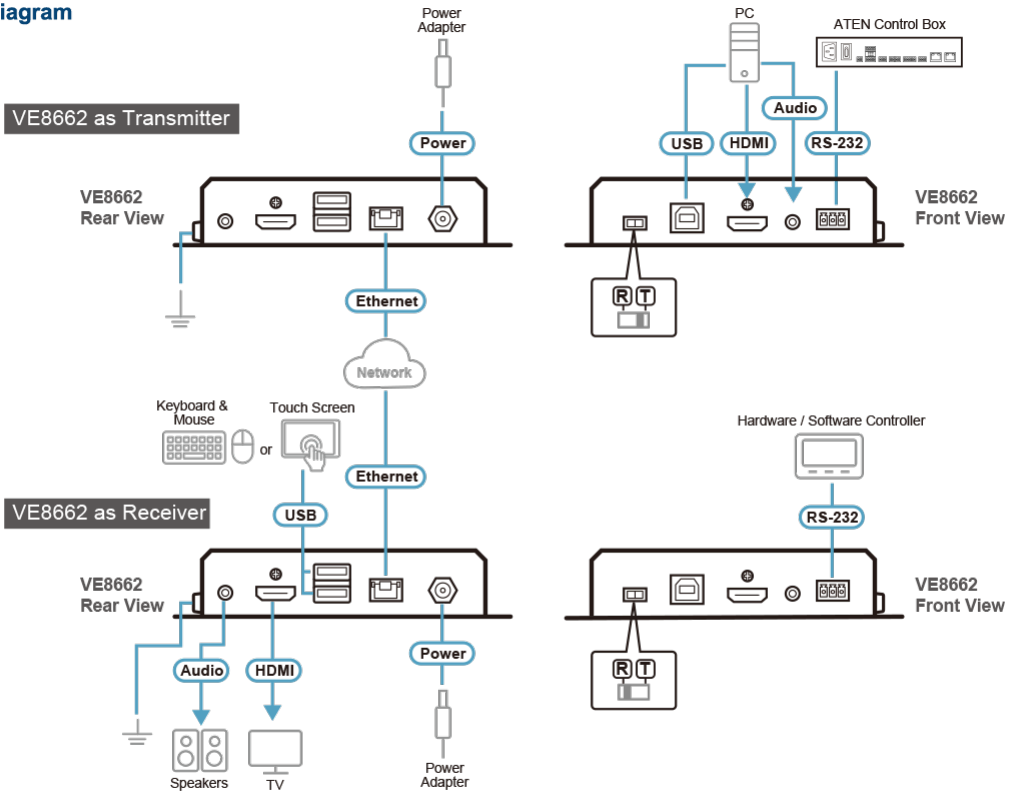 iagram
Power
Adapter
PC
ATEN Control Box
VE8662 as Transmitter
Audio
Power
USB
HDMI
RS-232
VE8662
Rear View
VE8662
Front View
R T
Ethernet
Network
Keyboard &
Mouse
or
Touch Screen
Hardware / Software Controller
Ethernet
VE8662 as Receiver
USB
RS-232
VE8662
Rear View
VE8662
Front View
Audio
HDMI
Power
R T
Speakers
TV
Power
Adapter